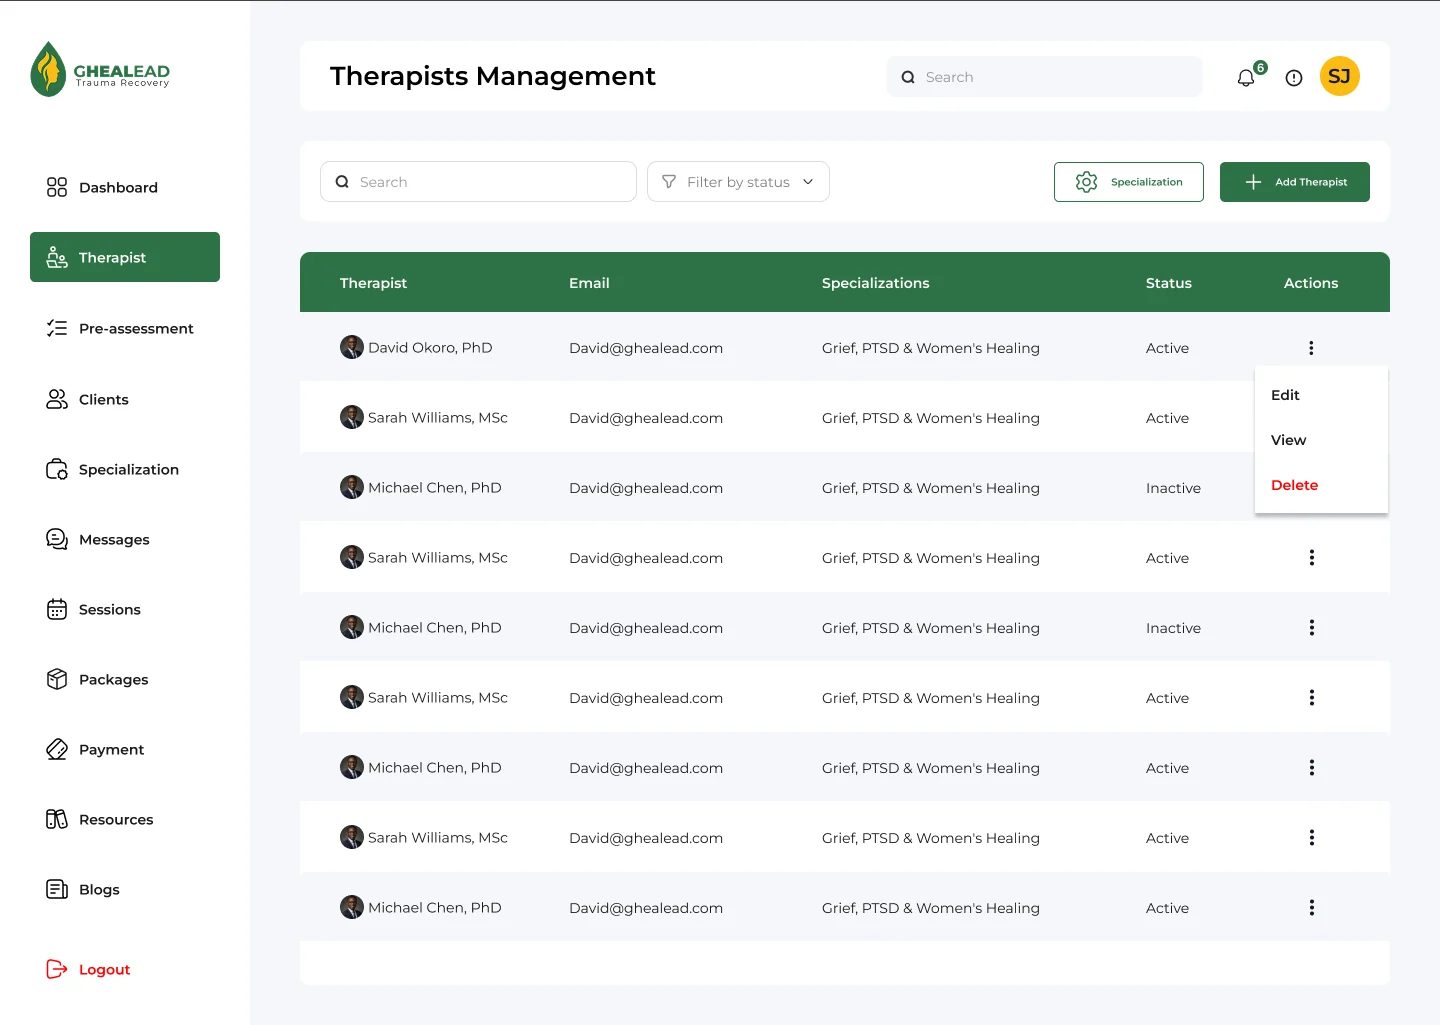 GHEALEAD
Trauma Recovery
Dashboard
Therapist
Pre-assessment
Clients
Specialization
Messages
Sessions
Packages
Payment
Resources
Blogs
Logout
Therapists Management
Search
6
SJ
Search
Filter by status
Specialization
Add Therapist
Therapist Email Specializations Status Actions
David Okoro, PhD David@ghealead.com Grief, PTSD & Women's Healing Active
Edit
View
Delete
Sarah Williams, MSc David@ghealead.com Grief, PTSD & Women's Healing Active
Michael Chen, PhD David@ghealead.com Grief, PTSD & Women's Healing Inactive
Sarah Williams, MSc David@ghealead.com Grief, PTSD & Women's Healing Active
Michael Chen, PhD David@ghealead.com Grief, PTSD & Women's Healing Inactive
Sarah Williams, MSc David@ghealead.com Grief, PTSD & Women's Healing Active
Michael Chen, PhD David@ghealead.com Grief, PTSD & Women's Healing Active
Sarah Williams, MSc David@ghealead.com Grief, PTSD & Women's Healing Active
Michael Chen, PhD David@ghealead.com Grief, PTSD & Women's Healing Active